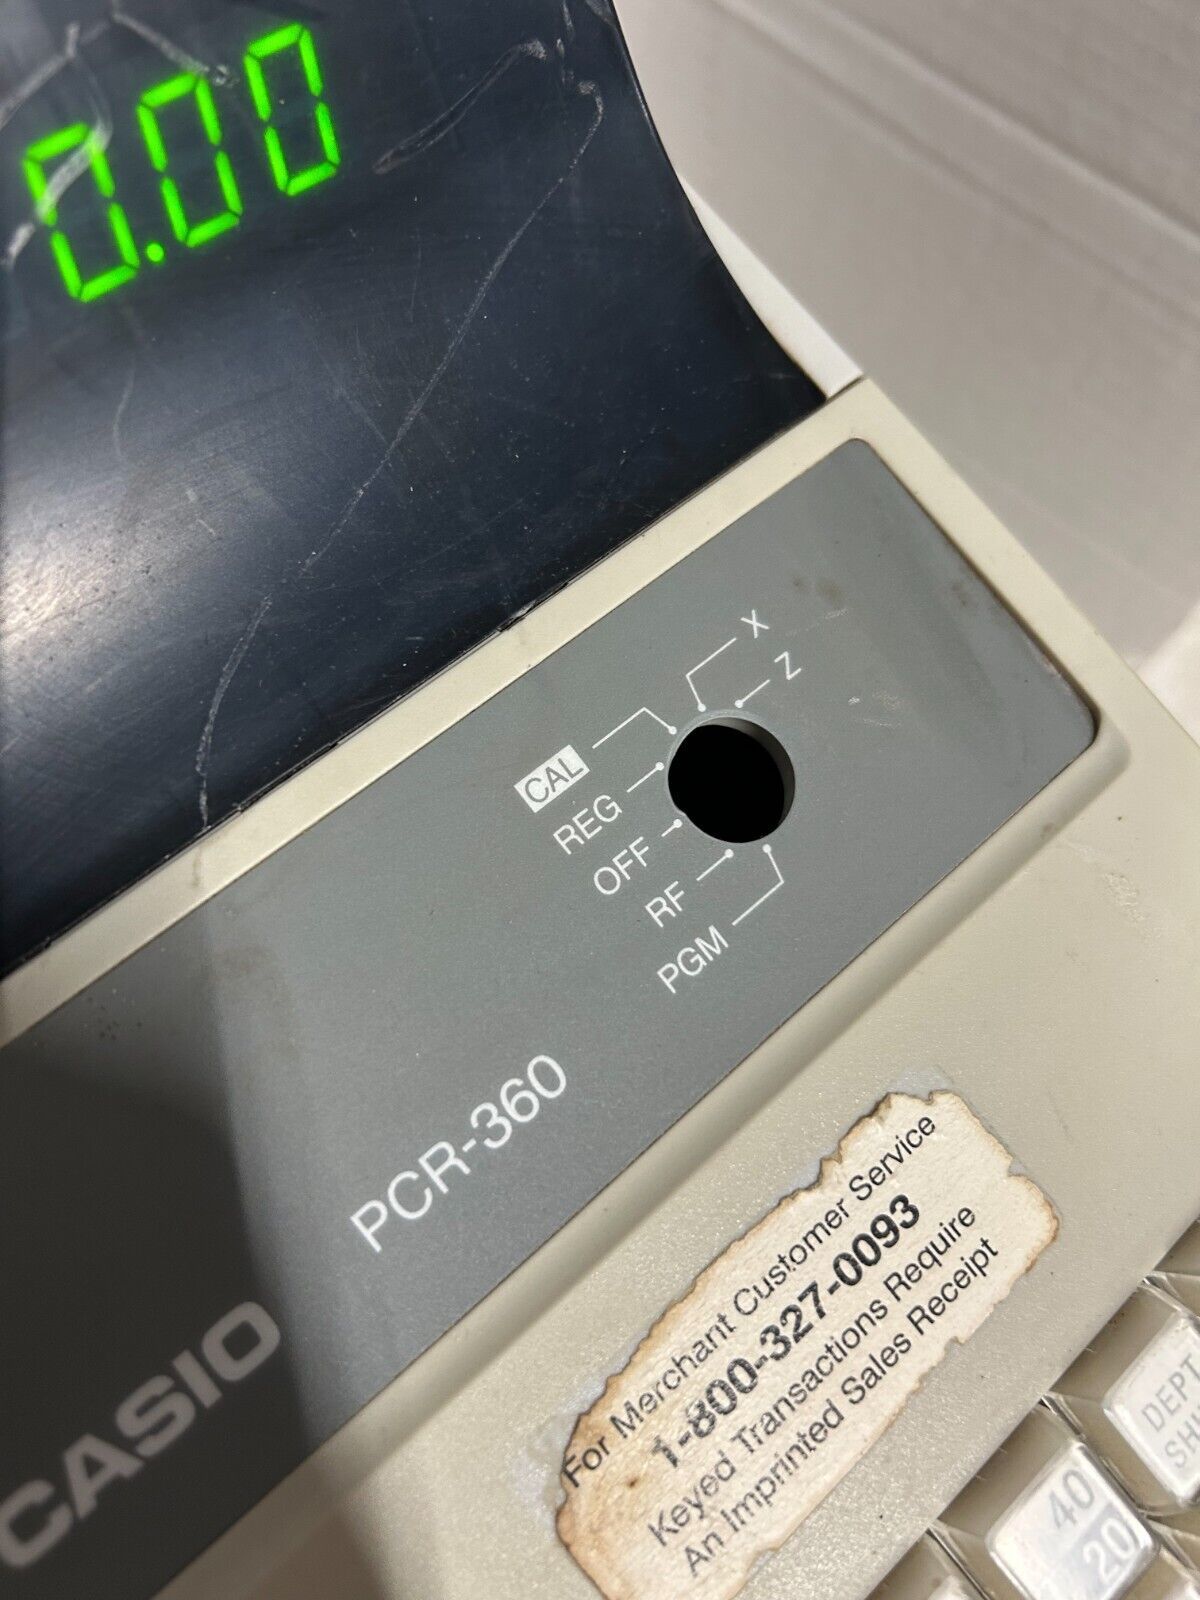 0.00
X
Z
CAL
REG
OFF
RF
PGM
PCR-360
CASIO
For Merchant Customer Service
1-800-327-0093
Keyed Transactions Require
An Imprinted Sales Receipt
DEPT
SH
40
20